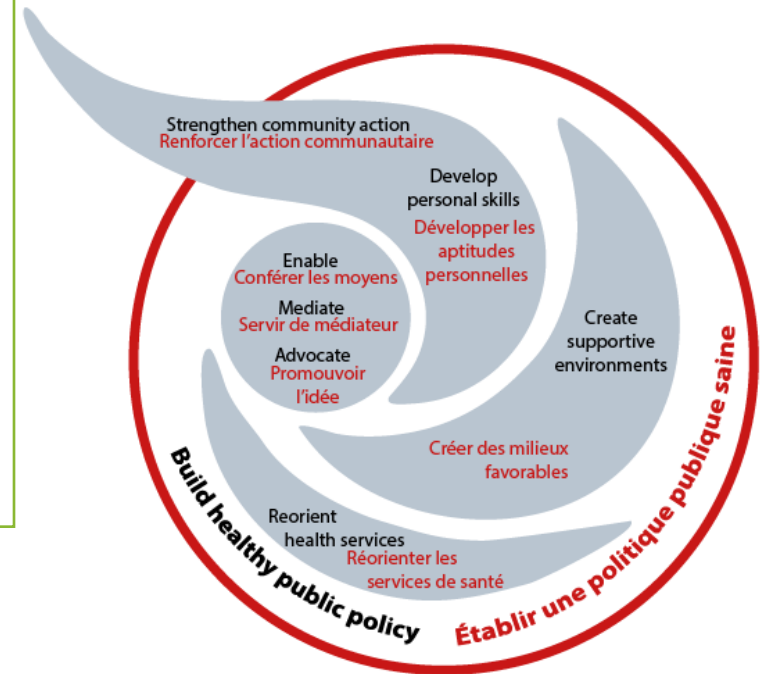 Strengthen community action
Renforcer l'action communautaire
Develop
personal skills
Développer les
aptitudes
personnelles
Enable
Conférer les moyens
Mediate
Servir de médiateur
Advocate
Promouvoir
l'idée
Create
supportive
environments
Créer des milieux
favorables
Reorient
health services
Réorienter les
services de santé
Build healthy public policy
Établir une politique publique saine